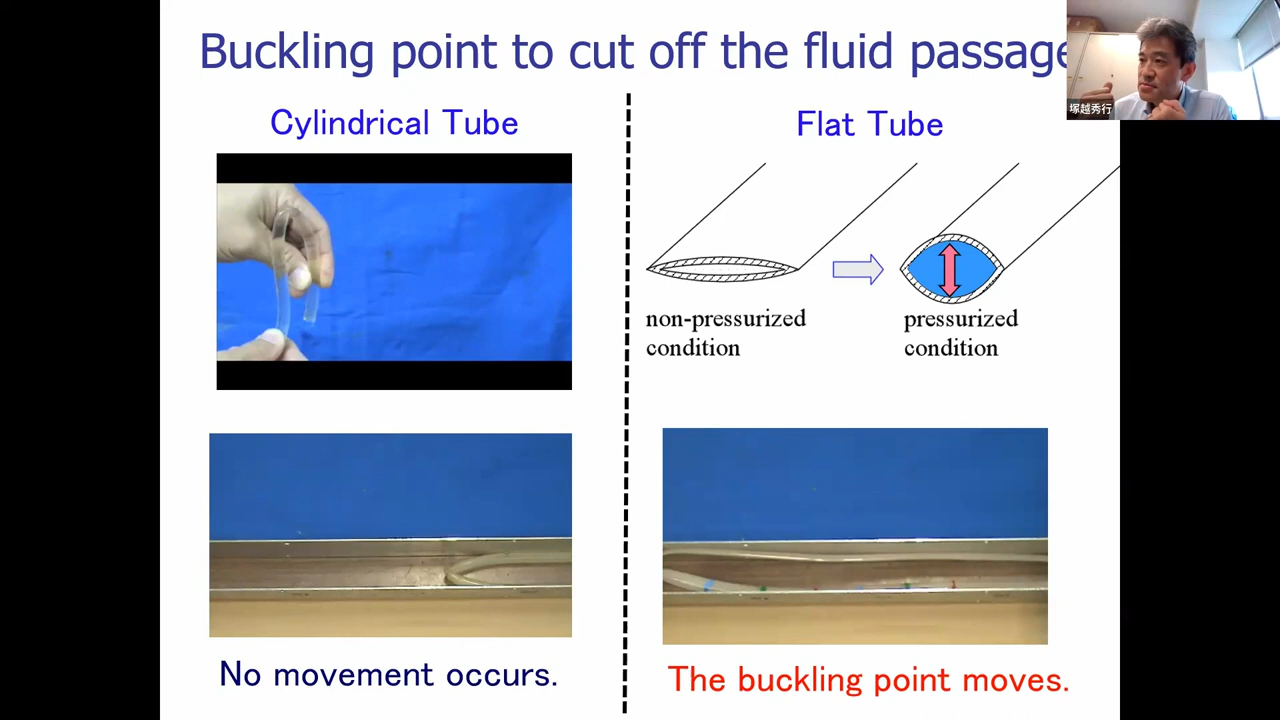 Buckling point to cut off the fluid passage
塚越秀行
Cylindrical Tube
Flat Tube
non-pressurized
condition
pressurized
condition
No movement occurs.
The buckling point moves.